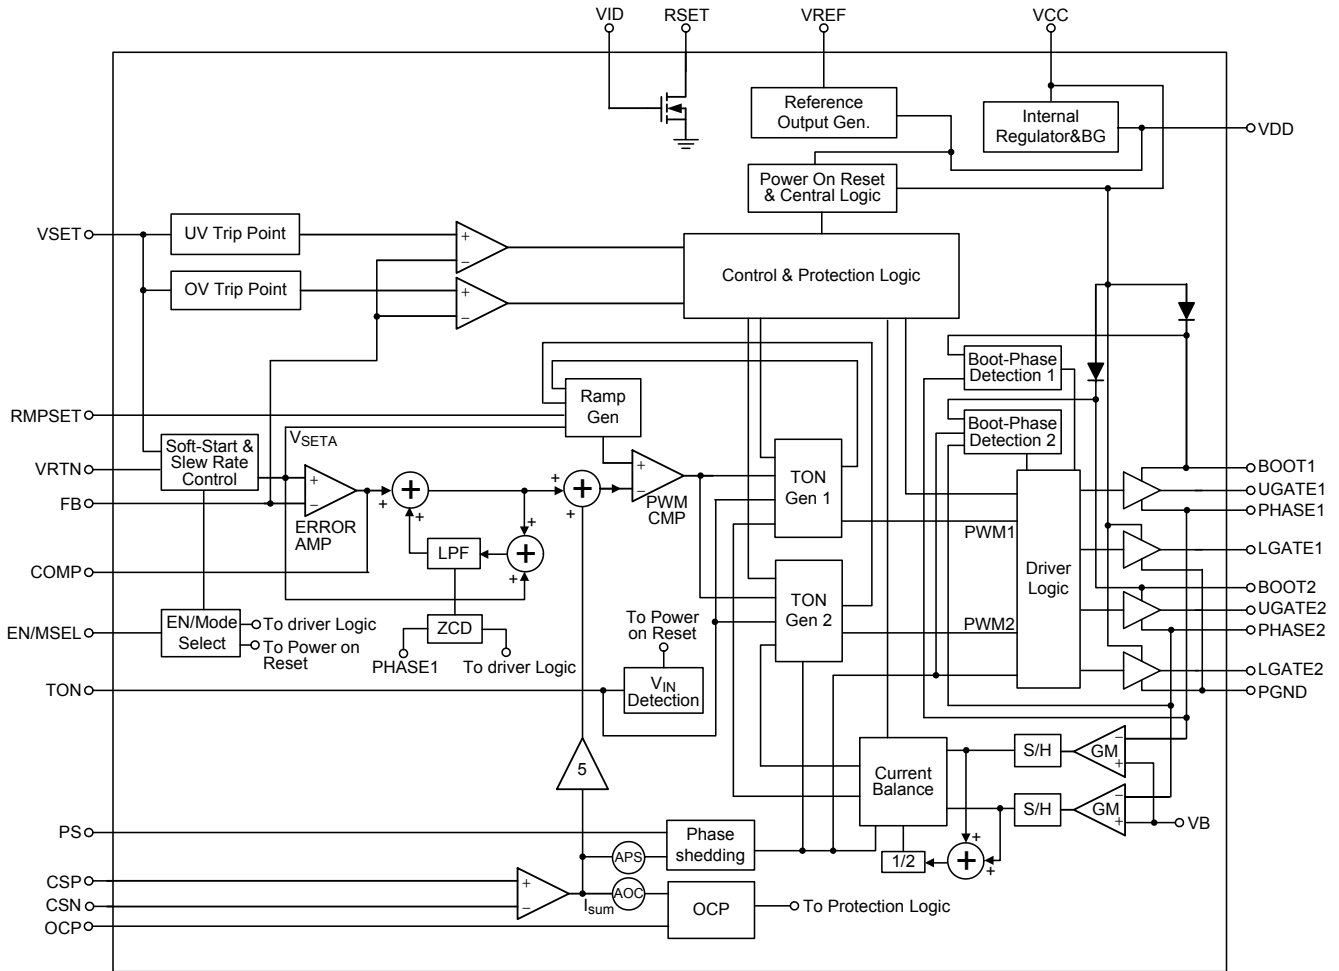 VID
RSET
VREF
VCC
Reference
Output Gen.
Internal
Regulator&BG
VDD
Power On Reset
& Central Logic
VSET
UV Trip Point
+
−
Control & Protection Logic
OV Trip Point
+
−
Boot-Phase
Detection 1
Ramp
Gen
RMPSET
VSETA
Boot-Phase
Detection 2
Soft-Start &
Slew Rate
Control
VRTN
FB
+
−
ERROR
AMP
+
+
+
+
+
+
+
−
PWM
CMP
TON
Gen 1
BOOT1
UGATE1
PHASE1
PWM1
LPF
+
+
+
LGATE1
COMP
Driver
Logic
TON
Gen 2
BOOT2
UGATE2
PHASE2
PWM2
EN/MSEL
EN/Mode
Select
To driver Logic
To Power on
Reset
ZCD
PHASE1
To driver Logic
To Power
on Reset
LGATE2
PGND
TON
VIN
Detection
5
Current
Balance
S/H
GM
−
+
S/H
GM
−
+
VB
PS
Phase
shedding
APS
1/2
+
+
+
CSP
CSN
OCP
+
−
Isum
AOC
OCP
To Protection Logic